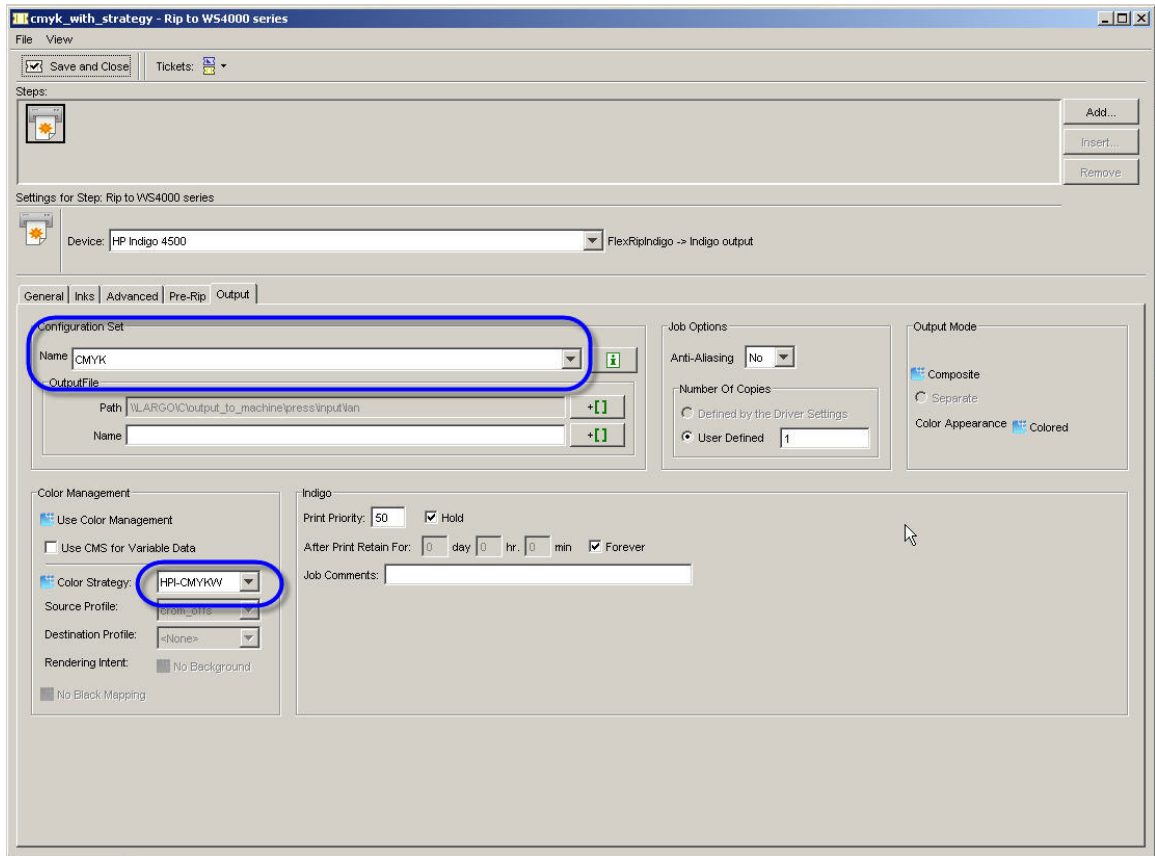 cmyk_with_strategy - Rip to WS4000 series
File View
Save and Close Tickets:
Steps:
Add...
Insert...
Remove
Settings for Step: Rip to WS4000 series
Device: HP Indigo 4500 FlexRipIndigo -> Indigo output
General Inks Advanced Pre-Rip Output
Configuration Set
Name CMYK
OutputFile
Path \\LARGO\C\output_to_machine\press\input\lan +[]
Name +[]
Job Options
Anti-Aliasing No
Number Of Copies
Defined by the Driver Settings
User Defined 1
Output Mode
Composite
Separate
Color Appearance Colored
Color Management
Use Color Management
Use CMS for Variable Data
Color Strategy: HPI-CMYKW
Source Profile: crom_offs
Destination Profile: <None>
Rendering Intent: No Background
No Black Mapping
Indigo
Print Priority: 50 Hold
After Print Retain For: 0 day 0 hr. 0 min Forever
Job Comments: